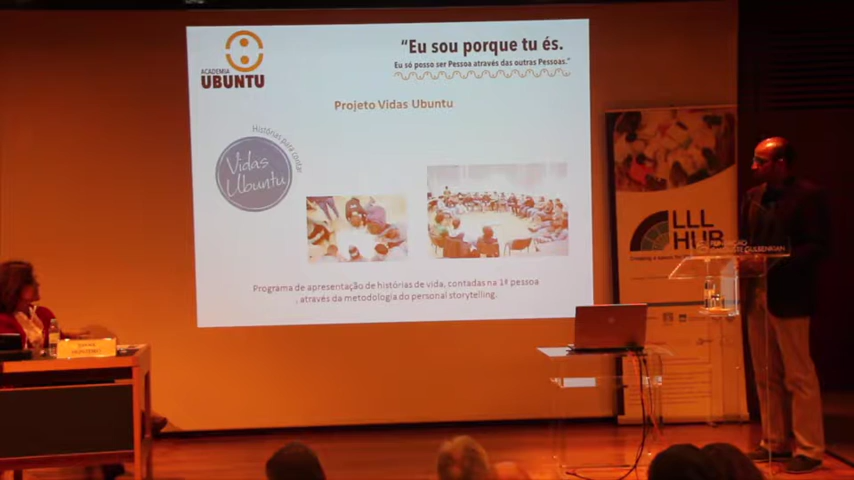 ACADEMIA
UBUNTU
“Eu sou porque tu és.
Eu só posso ser Pessoa através das outras Pessoas.”
Projeto Vidas Ubuntu
Histórias para contar
Vidas
Ubuntu
Programa de apresentação de histórias de vida, contadas na 1ª pessoa
, através da metodologia do personal storytelling.
LLL
HUB
FUNDAÇÃO
GULBENKIAN